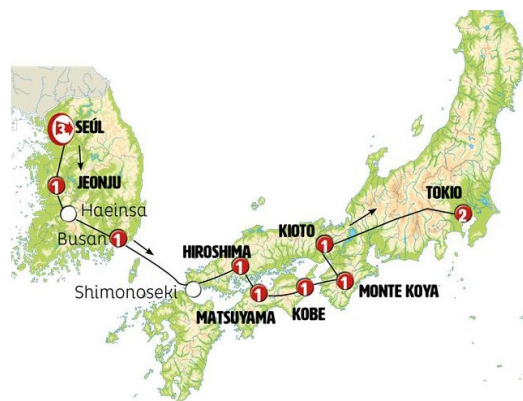 3 SEÚL
1 JEONJU
Haeinsa
Busan 1
Shimonoseki
HIROSHIMA
1
1
MATSUYAMA
1
KOBE
1
MONTE KOYA
KIOTO
1
TOKIO
2